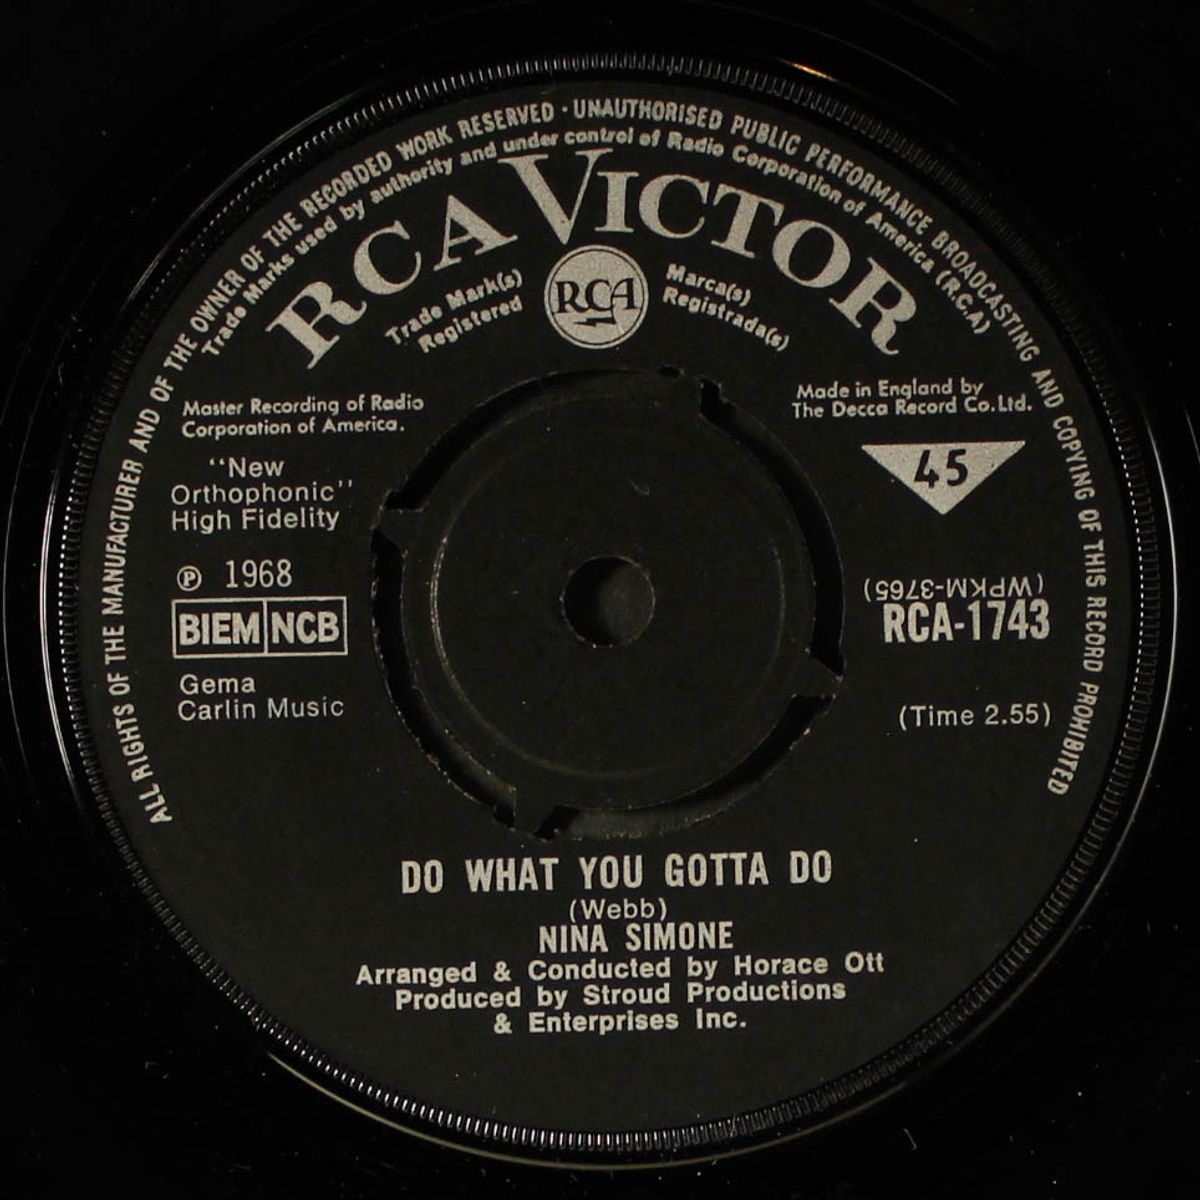 ALL RIGHTS OF THE MANUFACTURER AND OF THE OWNER OF THE RECORDED WORK RESERVED · UNAUTHORISED PUBLIC PERFORMANCE BROADCASTING AND COPYING OF THIS RECORD PROHIBITED
Trade Marks used by authority and under control of Radio Corporation of America (R.C.A)
RCA VICTOR
Trade Mark(s)
Registered
RCA
Marca(s)
Registrada(s)
Master Recording of Radio
Corporation of America.
Made in England by
The Decca Record Co. Ltd.
"New
Orthophonic"
High Fidelity
45
℗ 1968
BIEM NCB
(WPKM-3765)
RCA-1743
Gema
Carlin Music
(Time 2.55)
DO WHAT YOU GOTTA DO
(Webb)
NINA SIMONE
Arranged & Conducted by Horace Ott
Produced by Stroud Productions
& Enterprises Inc.